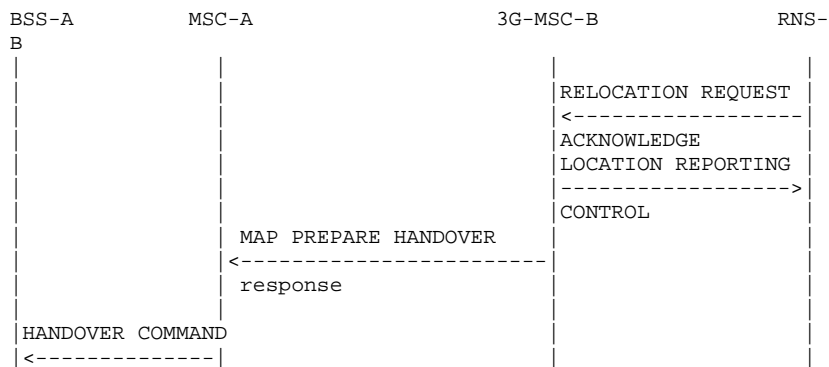 BSS-A MSC-A 3G-MSC-B RNS-
B
RELOCATION REQUEST
ACKNOWLEDGE
LOCATION REPORTING
CONTROL
MAP PREPARE HANDOVER
response
HANDOVER COMMAND